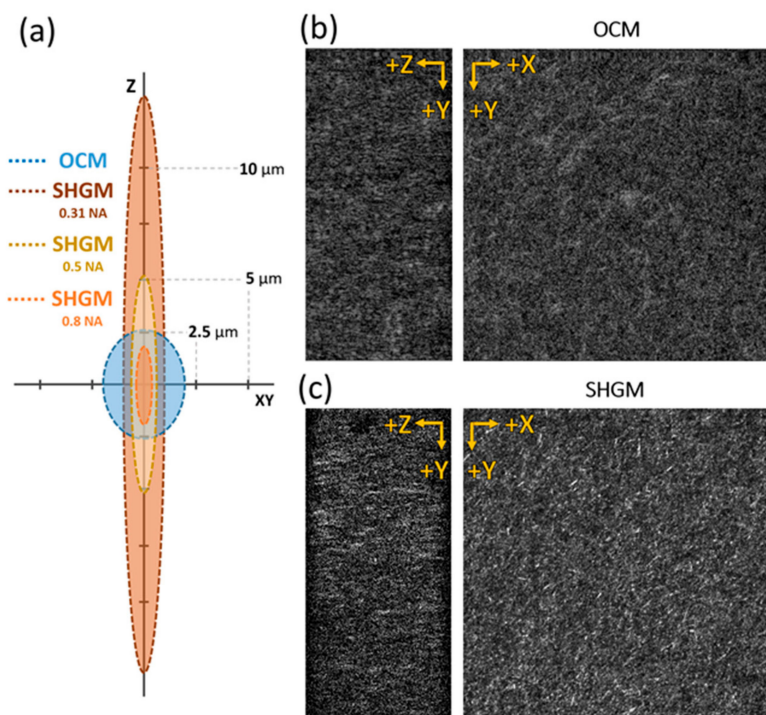 (a)
Z
OCM
SHGM
0.31 NA
SHGM
0.5 NA
SHGM
0.8 NA
10 μm
5 μm
2.5 μm
XY
(b)
OCM
+Z
+Y
+X
+Y
(c)
SHGM
+Z
+Y
+X
+Y